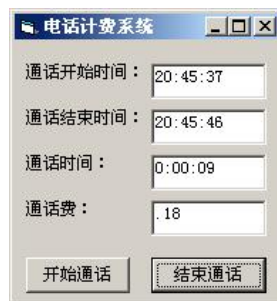 电话计费系统
通话开始时间： 20:45:37
通话结束时间： 20:45:46
通话时间： 0:00:09
通话费： .18
开始通话 结束通话